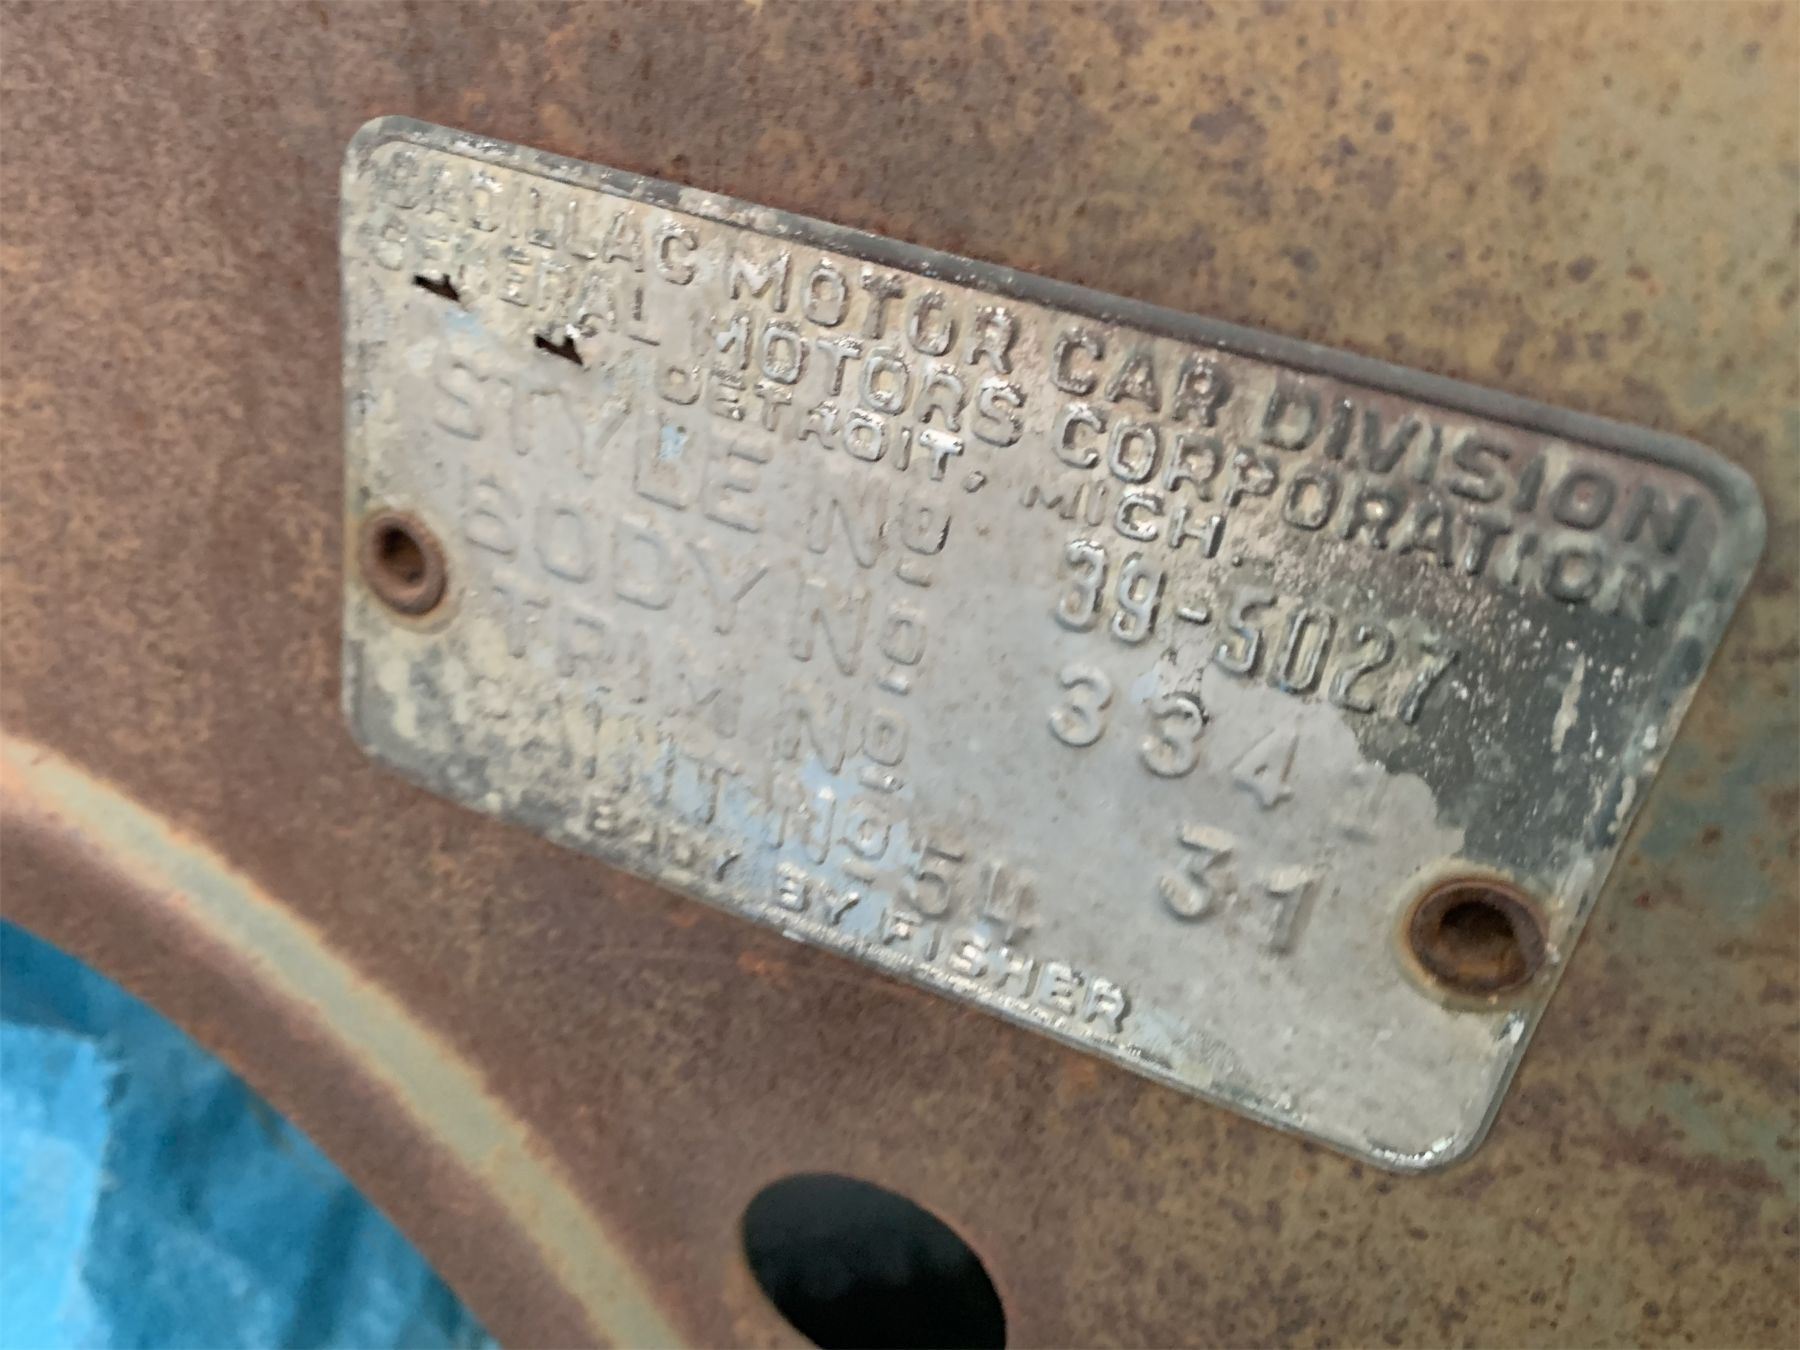 CADILLAC MOTOR CAR DIVISION
GENERAL MOTORS CORPORATION
DETROIT, MICH.
STYLE NO 39-5027
BODY NO 334
TRIM NO 31
PAINT NO 54
BODY BY FISHER